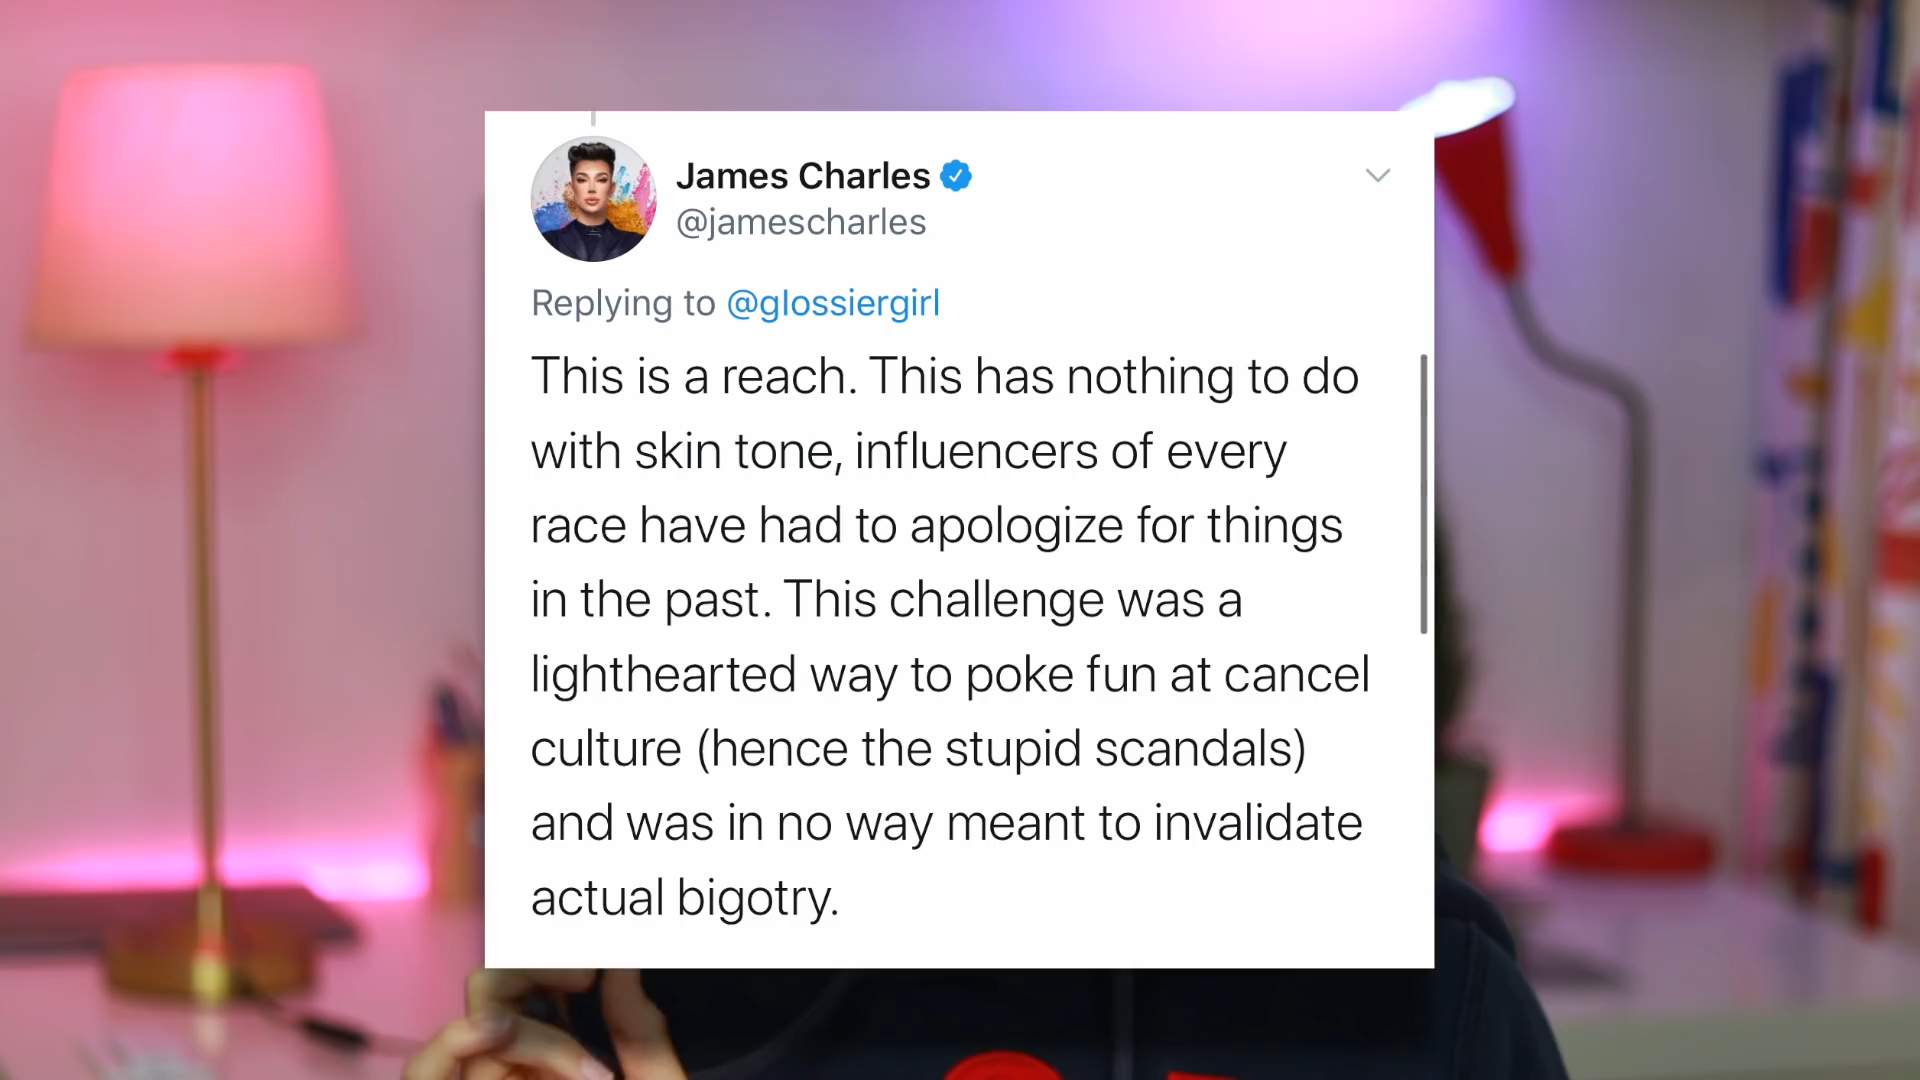 James Charles
@jamescharles
Replying to @glossiergirl
This is a reach. This has nothing to do
with skin tone, influencers of every
race have had to apologize for things
in the past. This challenge was a
lighthearted way to poke fun at cancel
culture (hence the stupid scandals)
and was in no way meant to invalidate
actual bigotry.